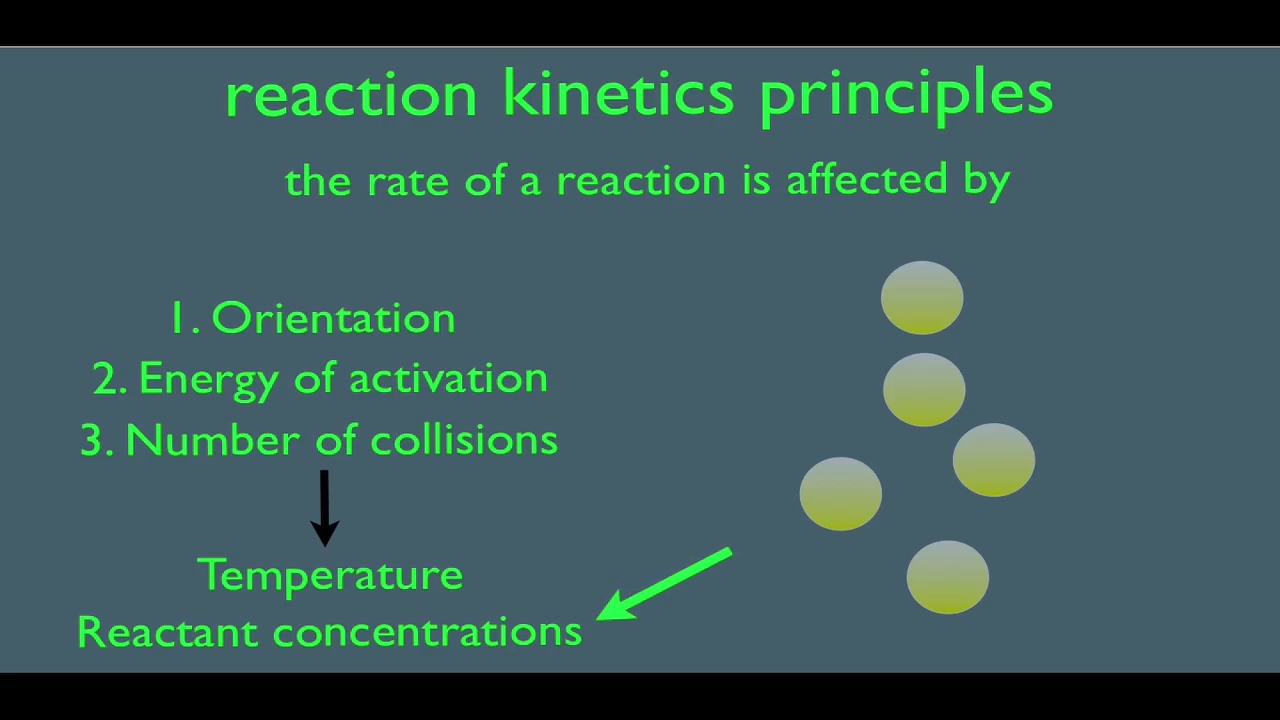 reaction kinetics principles
the rate of a reaction is affected by
1. Orientation
2. Energy of activation
3. Number of collisions
Temperature
Reactant concentrations